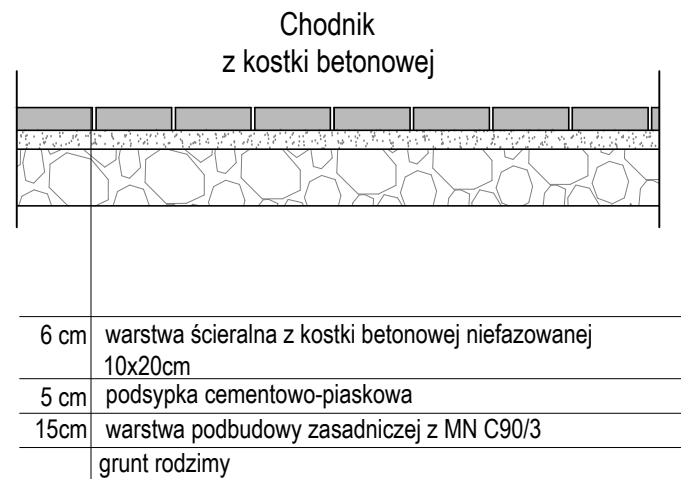 Chodnik
z kostki betonowej
6 cm warstwa ścieralna z kostki betonowej niefazowanej
10x20cm
5 cm podsypka cementowo-piaskowa
15cm warstwa podbudowy zasadniczej z MN C90/3
grunt rodzimy